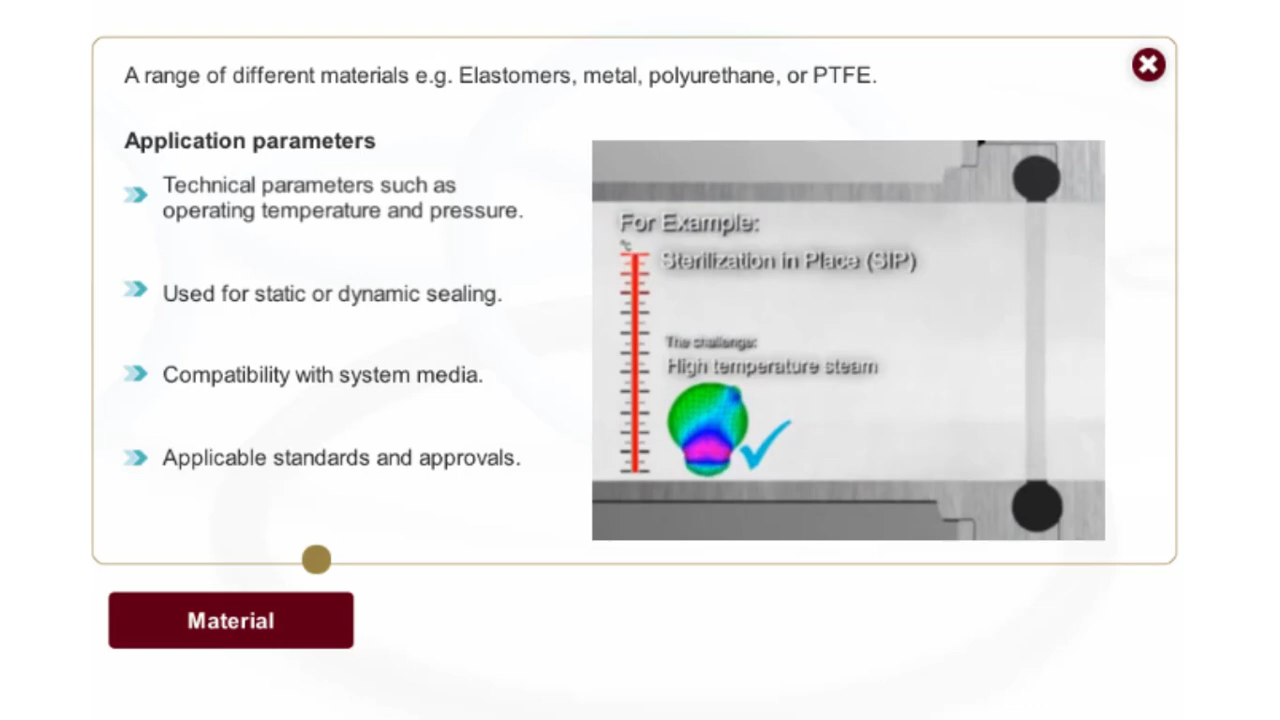 A range of different materials e.g. Elastomers, metal, polyurethane, or PTFE.
Application parameters
Technical parameters such as
operating temperature and pressure.
Used for static or dynamic sealing.
Compatibility with system media.
Applicable standards and approvals.
For Example:
°C
Sterilization in Place (SIP)
The challenge:
High temperature steam
Material